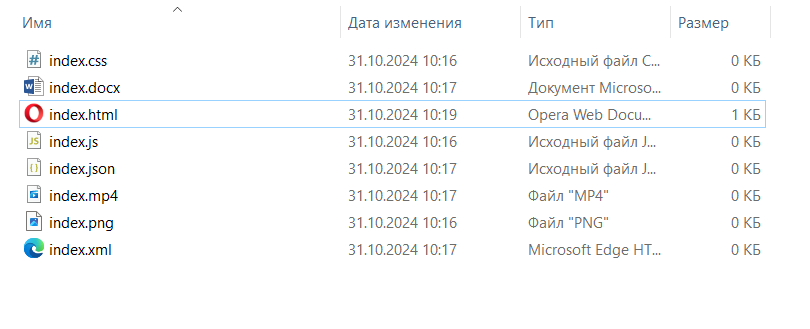 Имя Дата изменения Тип Размер
index.css 31.10.2024 10:16 Исходный файл C... 0 КБ
index.docx 31.10.2024 10:17 Документ Microso... 0 КБ
index.html 31.10.2024 10:19 Opera Web Docu... 1 КБ
index.js 31.10.2024 10:16 Исходный файл J... 0 КБ
index.json 31.10.2024 10:17 Исходный файл J... 0 КБ
index.mp4 31.10.2024 10:17 Файл "MP4" 0 КБ
index.png 31.10.2024 10:16 Файл "PNG" 0 КБ
index.xml 31.10.2024 10:17 Microsoft Edge HT... 0 КБ